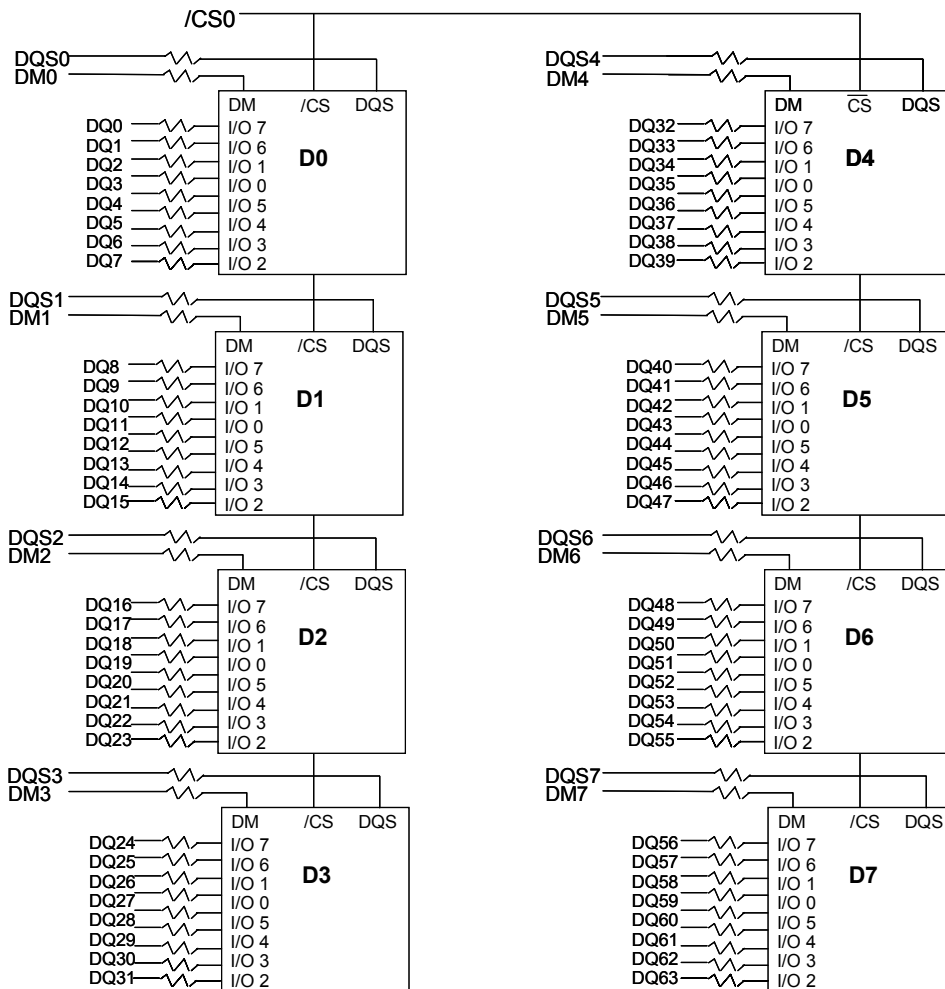 /CS0
DQS0
DM0
DM /CS DQS
D0
DQ0 I/O 7
DQ1 I/O 6
DQ2 I/O 1
DQ3 I/O 0
DQ4 I/O 5
DQ5 I/O 4
DQ6 I/O 3
DQ7 I/O 2
DQS1
DM1
DM /CS DQS
D1
DQ8 I/O 7
DQ9 I/O 6
DQ10 I/O 1
DQ11 I/O 0
DQ12 I/O 5
DQ13 I/O 4
DQ14 I/O 3
DQ15 I/O 2
DQS2
DM2
DM /CS DQS
D2
DQ16 I/O 7
DQ17 I/O 6
DQ18 I/O 1
DQ19 I/O 0
DQ20 I/O 5
DQ21 I/O 4
DQ22 I/O 3
DQ23 I/O 2
DQS3
DM3
DM /CS DQS
D3
DQ24 I/O 7
DQ25 I/O 6
DQ26 I/O 1
DQ27 I/O 0
DQ28 I/O 5
DQ29 I/O 4
DQ30 I/O 3
DQ31 I/O 2
DQS4
DM4
DM C̅S̅ DQS
D4
DQ32 I/O 7
DQ33 I/O 6
DQ34 I/O 1
DQ35 I/O 0
DQ36 I/O 5
DQ37 I/O 4
DQ38 I/O 3
DQ39 I/O 2
DQS5
DM5
DM /CS DQS
D5
DQ40 I/O 7
DQ41 I/O 6
DQ42 I/O 1
DQ43 I/O 0
DQ44 I/O 5
DQ45 I/O 4
DQ46 I/O 3
DQ47 I/O 2
DQS6
DM6
DM /CS DQS
D6
DQ48 I/O 7
DQ49 I/O 6
DQ50 I/O 1
DQ51 I/O 0
DQ52 I/O 5
DQ53 I/O 4
DQ54 I/O 3
DQ55 I/O 2
DQS7
DM7
DM /CS DQS
D7
DQ56 I/O 7
DQ57 I/O 6
DQ58 I/O 1
DQ59 I/O 0
DQ60 I/O 5
DQ61 I/O 4
DQ62 I/O 3
DQ63 I/O 2